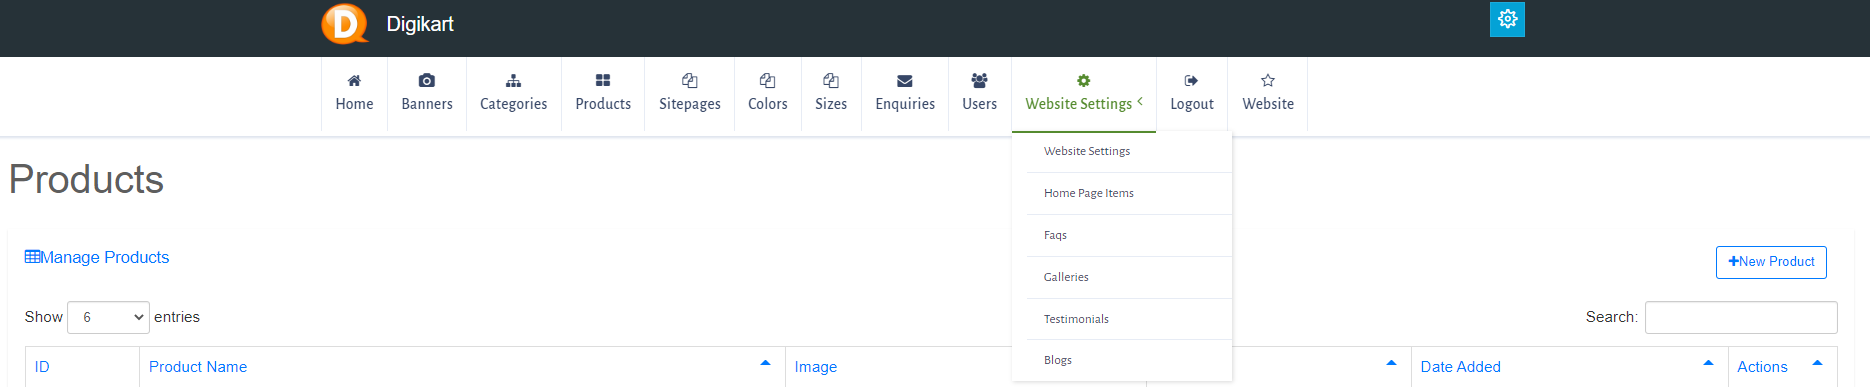 D Digikart
Home Banners Categories Products Sitepages Colors Sizes Enquiries Users Website Settings Logout Website
Website Settings
Home Page Items
Faqs
Galleries
Testimonials
Blogs
Products
Manage Products
New Product
Show 6 entries
Search:
ID Product Name Image Date Added Actions